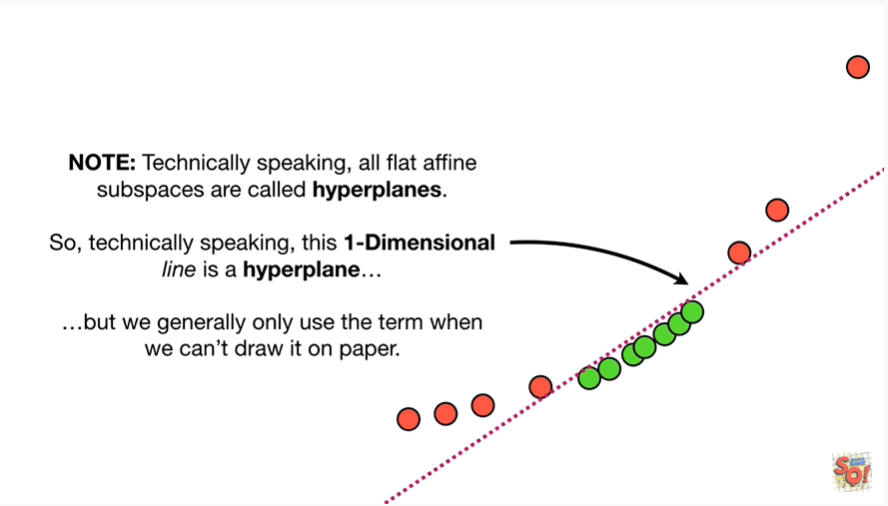 NOTE: Technically speaking, all flat affine
subspaces are called hyperplanes.
So, technically speaking, this 1-Dimensional
line is a hyperplane…
…but we generally only use the term when
we can't draw it on paper.
SQ!